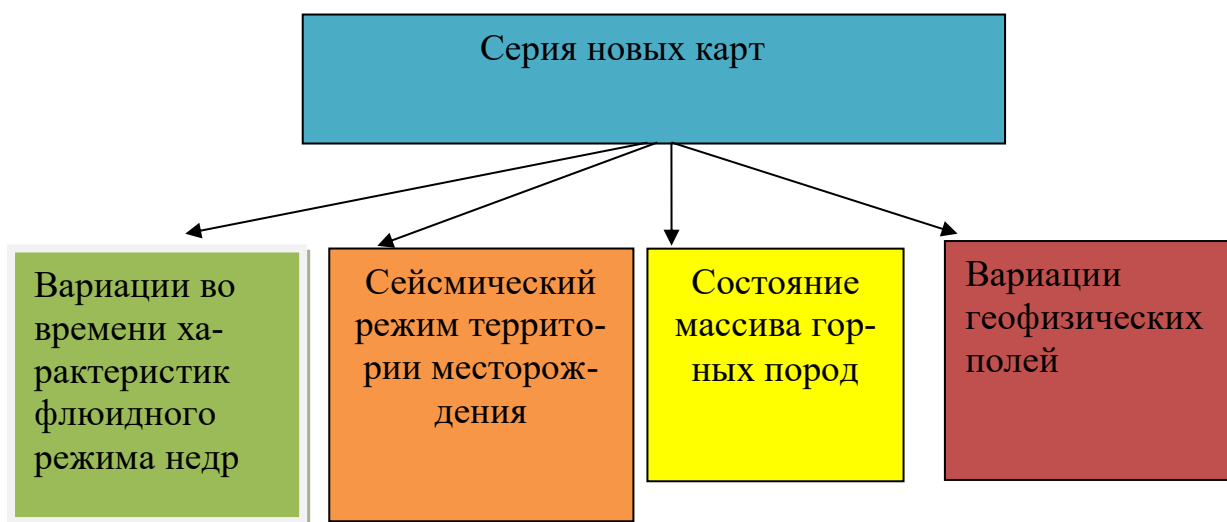 Серия новых карт
Вариации во
времени ха-
рактеристик
флюидного
режима недр
Сейсмический
режим террито-
рии месторож-
дения
Состояние
массива гор-
ных пород
Вариации
геофизических
полей